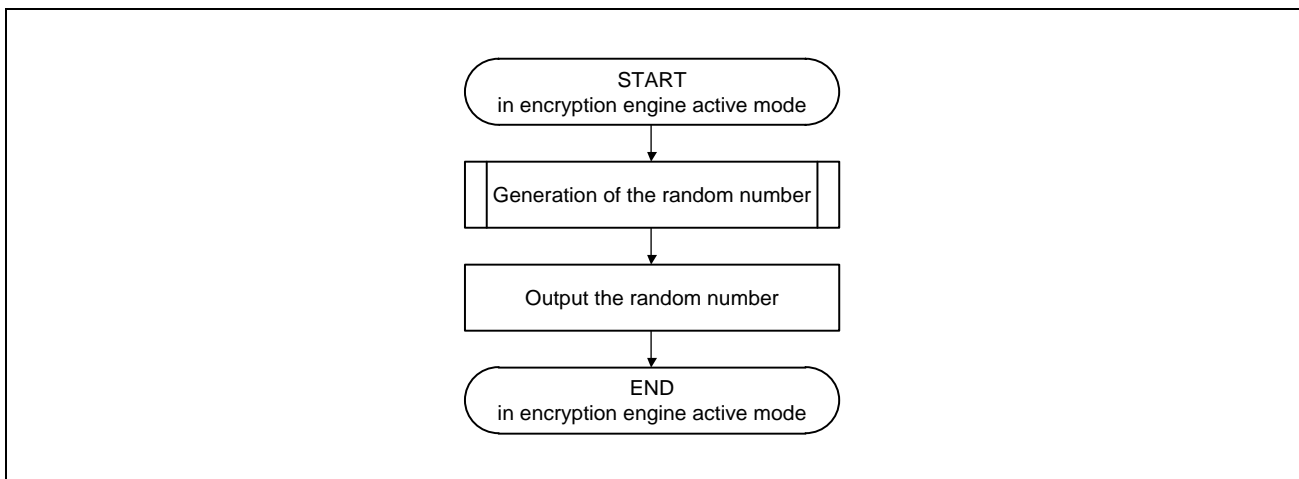 START
in encryption engine active mode
Generation of the random number
Output the random number
END
in encryption engine active mode